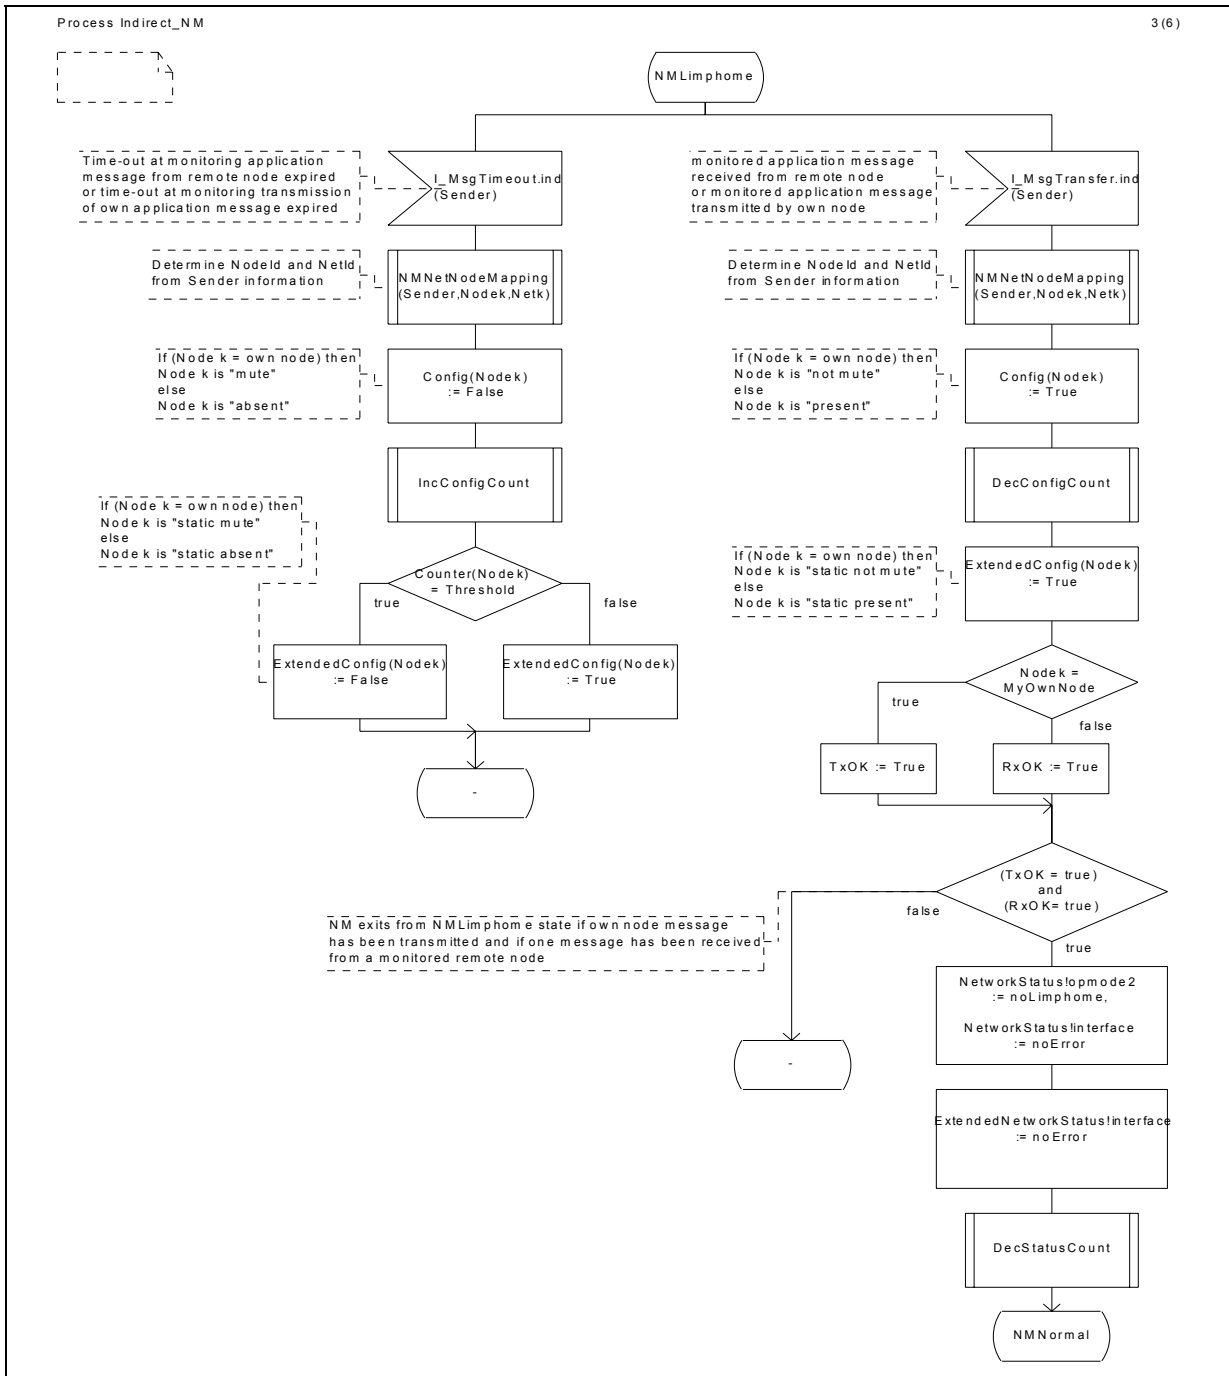 Process Indirect_NM
3(6)
NMLimphome
Time-out at monitoring application
message from remote node expired
or time-out at monitoring transmission
of own application message expired
I_MsgTimeout.ind
(Sender)
monitored application message
received from remote node
or monitored application message
transmitted by own node
I_MsgTransfer.ind
(Sender)
Determine NodeId and NetId
from Sender information
NMNetNodeMapping
(Sender,Nodek,Netk)
Determine NodeId and NetId
from Sender information
NMNetNodeMapping
(Sender,Nodek,Netk)
If (Node k = own node) then
Node k is "mute"
else
Node k is "absent"
Config(Nodek)
:= False
If (Node k = own node) then
Node k is "not mute"
else
Node k is "present"
Config(Nodek)
:= True
IncConfigCount
DecConfigCount
If (Node k = own node) then
Node k is "static mute"
else
Node k is "static absent"
Counter(Nodek)
= Threshold
true
false
If (Node k = own node) then
Node k is "static not mute"
else
Node k is "static present"
ExtendedConfig(Nodek)
:= True
ExtendedConfig(Nodek)
:= False
ExtendedConfig(Nodek)
:= True
Nodek =
MyOwnNode
true
false
TxOK := True
RxOK := True
-
(TxOK = true)
and
(RxOK= true)
false
true
NM exits from NMLimphome state if own node message
has been transmitted and if one message has been received
from a monitored remote node
NetworkStatus!opmode2
:= noLimphome,
NetworkStatus!interface
:= noError
-
ExtendedNetworkStatus!interface
:= noError
DecStatusCount
NMNormal